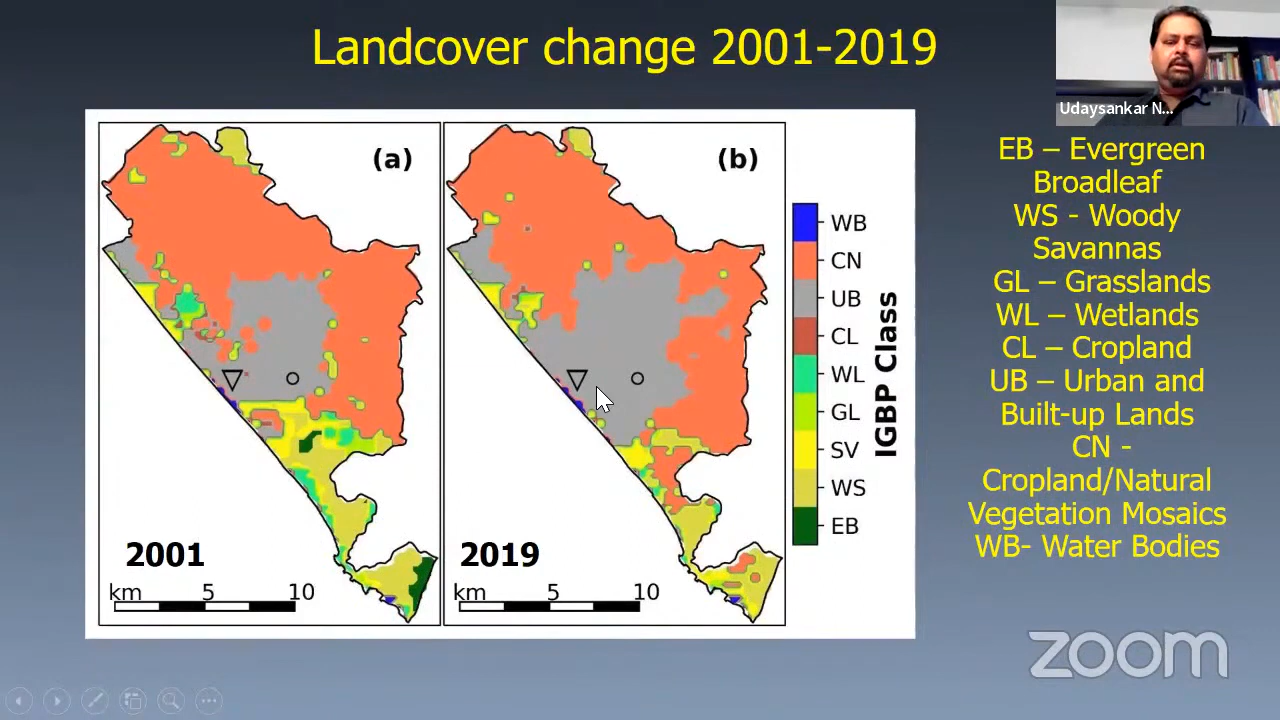 Landcover change 2001-2019
Udaysankar N...
(a)
(b)
WB
CN
UB
CL
WL
GL
SV
WS
EB
IGBP Class
2001
2019
km 5 10
km 5 10
EB – Evergreen
Broadleaf
WS - Woody
Savannas
GL – Grasslands
WL – Wetlands
CL – Cropland
UB – Urban and
Built-up Lands
CN -
Cropland/Natural
Vegetation Mosaics
WB- Water Bodies
zoom